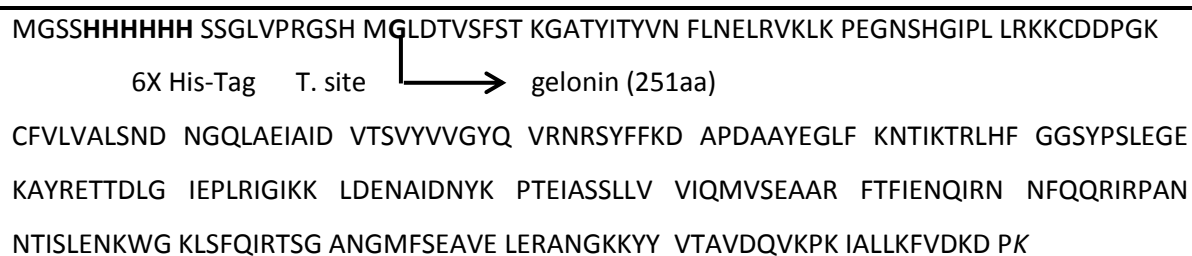 MGSSHHHHHH SSGLVPRGSH MGLDTVSFST KGATYITYVN FLNELRVKLK PEGNSHGIPL LRKKCDDPGK
6X His-Tag T. site gelonin (251aa)
CFVLVALSND NGQLAEIAID VTSVYVVGYQ VRNRSYFFKD APDAAYEGLF KNTIKTRLHF GGSYPSLEGE
KAYRETTDLG IEPLRIGIKK LDENAIDNYK PTEIASSLLV VIQMVSEAAR FTFIENQIRN NFQQRIRPAN
NTISLENKWG KLSFQIRTSG ANGMFSEAVE LERANGKKYY VTAVDQVKPK IALLKFVDKD PK